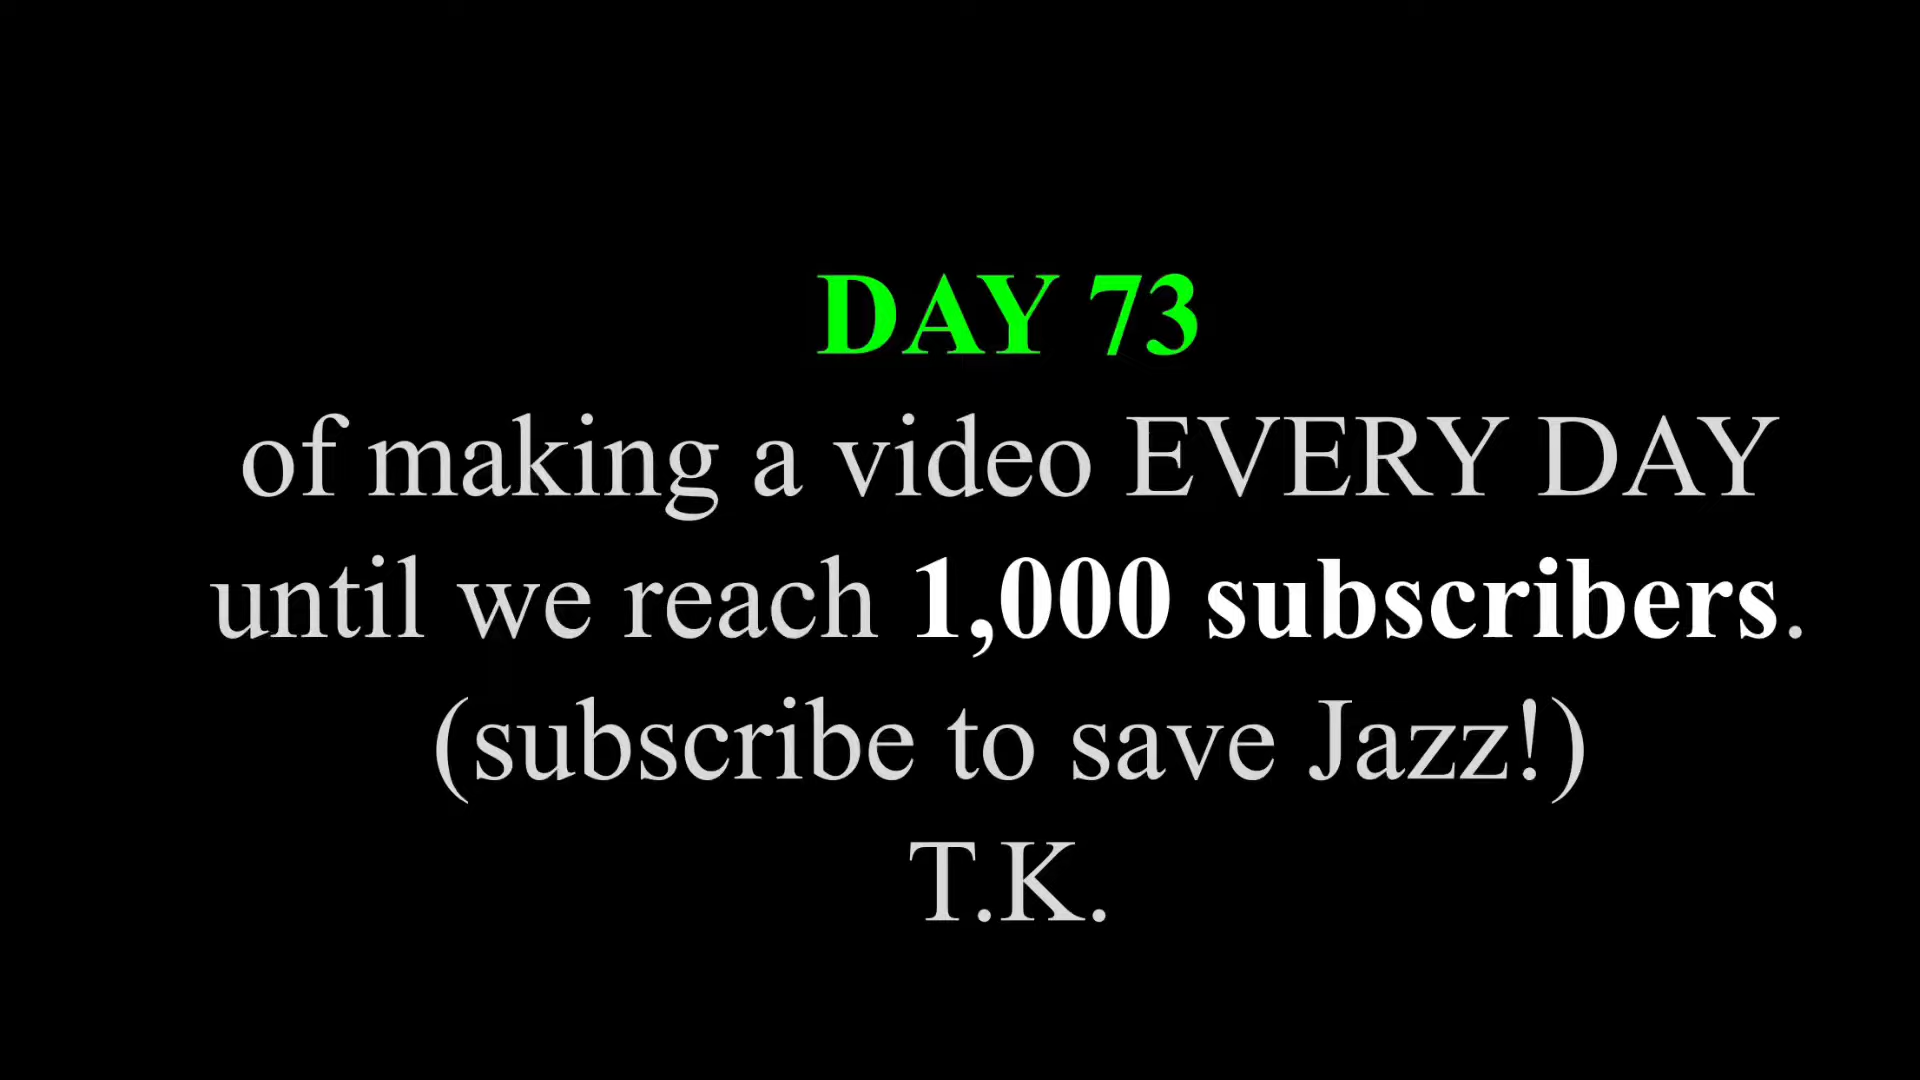 DAY 73
of making a video EVERY DAY
until we reach 1,000 subscribers.
(subscribe to save Jazz!)
T.K.